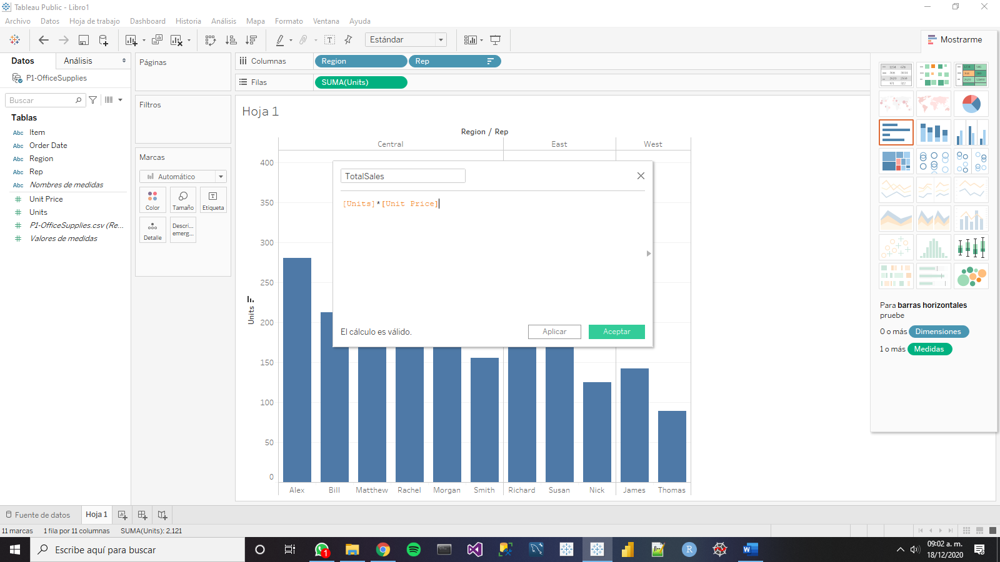 Tableau Public - Libro1
Archivo Datos Hoja de trabajo Dashboard Historia Análisis Mapa Formato Ventana Ayuda
Estándar
Mostrarme
Datos Análisis
P1-OfficeSupplies
Buscar
Tablas
Abc Item
Abc Order Date
Abc Region
Abc Rep
Abc Nombres de medidas
# Unit Price
# Units
# P1-OfficeSupplies.csv (Re...
# Valores de medidas
Páginas
Filtros
Marcas
Automático
Color Tamaño Etiqueta
Detalle Descri... emerg...
Columnas Region Rep
Filas SUMA(Units)
Hoja 1
Region / Rep
Central East West
400
350
300
250
200
150
100
50
0
Units
Alex Bill Matthew Rachel Morgan Smith Richard Susan Nick James Thomas
TotalSales
[Units]*[Unit Price]
El cálculo es válido.
Aplicar Aceptar
Para barras horizontales
pruebe
0 o más Dimensiones
1 o más Medidas
Fuente de datos Hoja 1
11 marcas 1 fila por 11 columnas SUMA(Units): 2,121
Escribe aquí para buscar
1
09:02 a. m.
18/12/2020